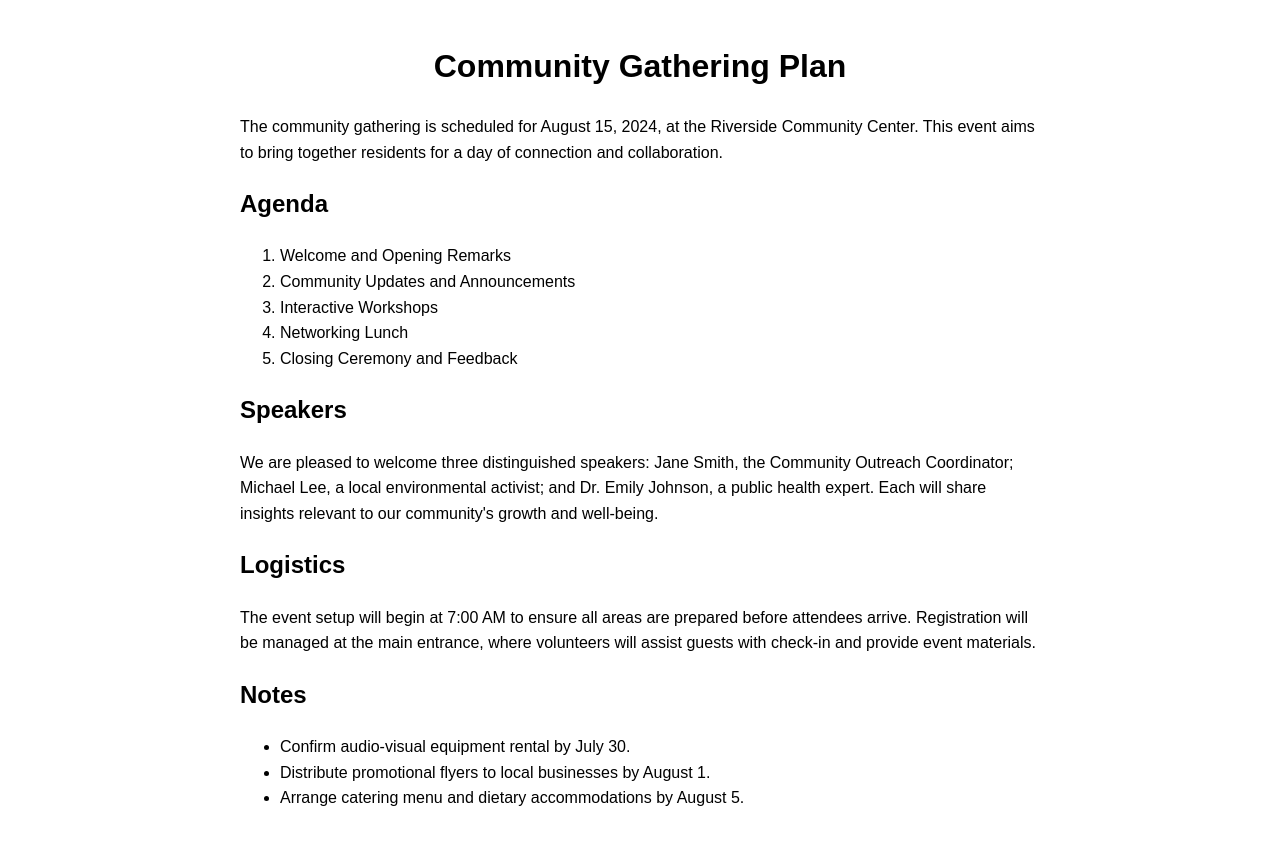 Community Gathering Plan
The community gathering is scheduled for August 15, 2024, at the Riverside Community Center. This event aims
to bring together residents for a day of connection and collaboration.
Agenda
1. Welcome and Opening Remarks
2. Community Updates and Announcements
3. Interactive Workshops
4. Networking Lunch
5. Closing Ceremony and Feedback
Speakers
We are pleased to welcome three distinguished speakers: Jane Smith, the Community Outreach Coordinator;
Michael Lee, a local environmental activist; and Dr. Emily Johnson, a public health expert. Each will share
insights relevant to our community's growth and well-being.
Logistics
The event setup will begin at 7:00 AM to ensure all areas are prepared before attendees arrive. Registration will
be managed at the main entrance, where volunteers will assist guests with check-in and provide event materials.
Notes
• Confirm audio-visual equipment rental by July 30.
• Distribute promotional flyers to local businesses by August 1.
• Arrange catering menu and dietary accommodations by August 5.